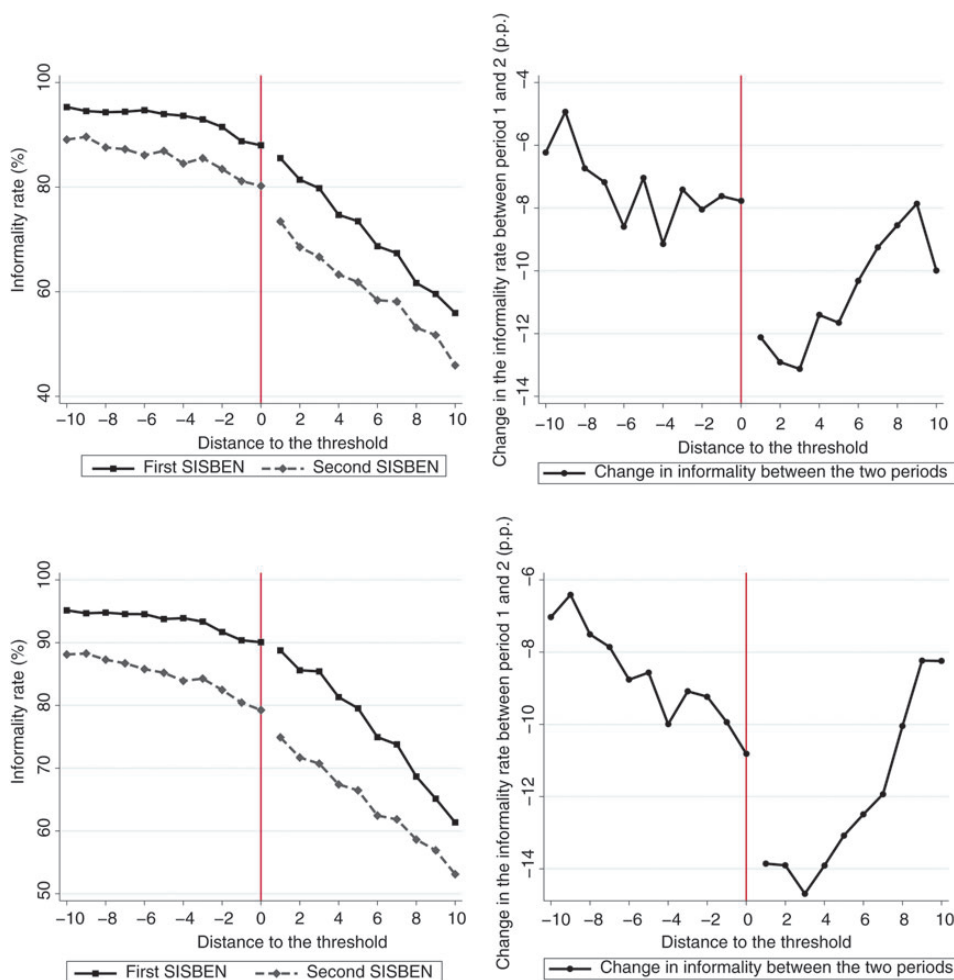 Informality rate (%)
100
80
60
40
−10 −8 −6 −4 −2 0 2 4 6 8 10
Distance to the threshold
First SISBEN Second SISBEN
Change in the informality rate between period 1 and 2 (p.p.)
−4
−6
−8
−10
−12
−14
−10 −8 −6 −4 −2 0 2 4 6 8 10
Distance to the threshold
Change in informality between the two periods
Informality rate (%)
100
90
80
70
60
50
−10 −8 −6 −4 −2 0 2 4 6 8 10
Distance to the threshold
First SISBEN Second SISBEN
Change in the informality rate between period 1 and 2 (p.p.)
−6
−8
−10
−12
−14
−10 −8 −6 −4 −2 0 2 4 6 8 10
Distance to the threshold
Change in informality between the two periods